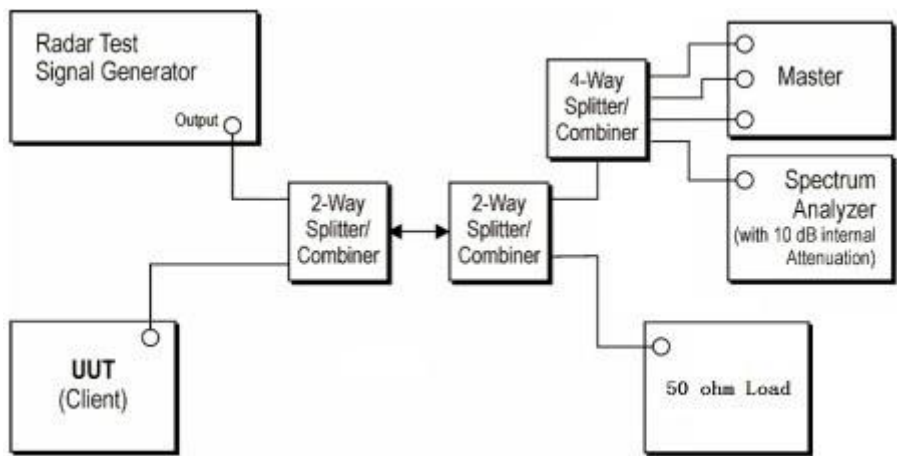 Radar Test
Signal Generator
Output
4-Way
Splitter/
Combiner
Master
2-Way
Splitter/
Combiner
2-Way
Splitter/
Combiner
Spectrum
Analyzer
(with 10 dB internal
Attenuation)
UUT
(Client)
50 ohm Load